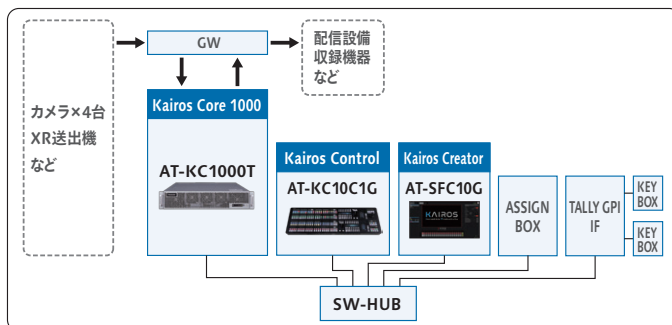 GW
配信設備
収録機器
など
カメラ×4台
XR送出機
など
Kairos Core 1000
AT-KC1000T
Kairos Control
AT-KC10C1G
Kairos Creator
AT-SFC10G
KAIROS
ASSIGN
BOX
TALLY GPI
IF
KEY
BOX
KEY
BOX
SW-HUB